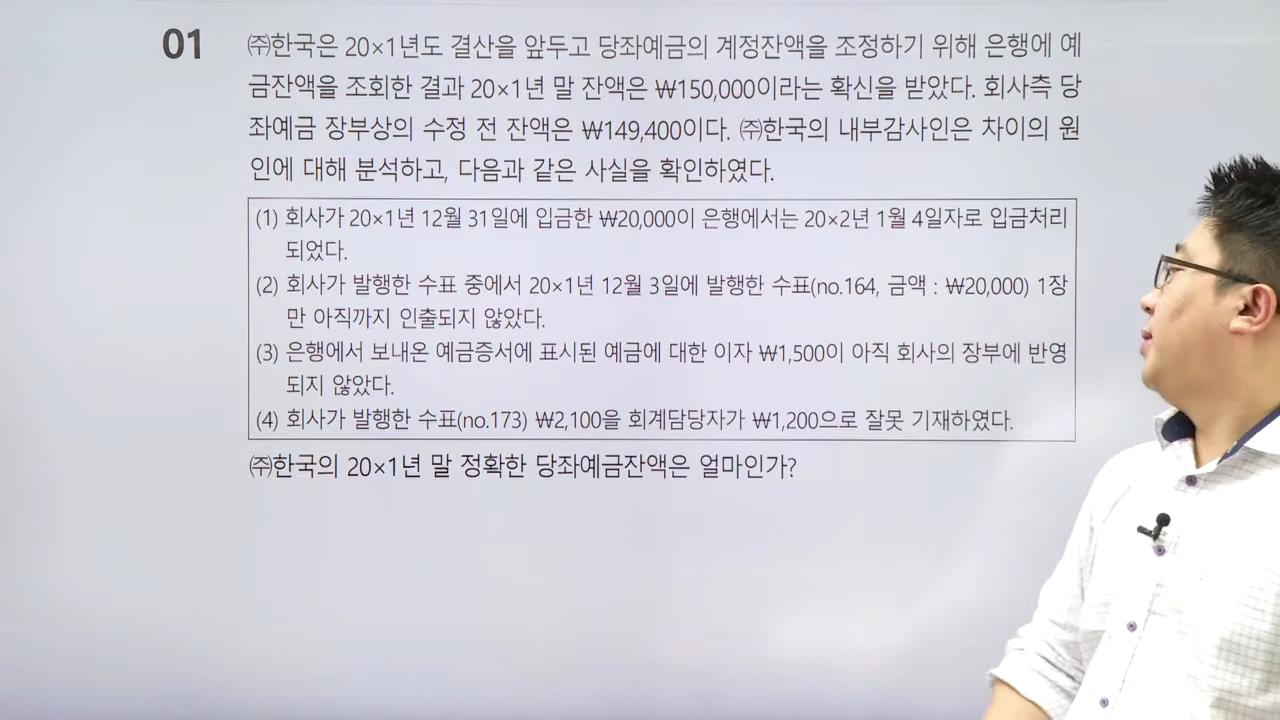 01
㈜한국은 20×1년도 결산을 앞두고 당좌예금의 계정잔액을 조정하기 위해 은행에 예
금잔액을 조회한 결과 20×1년 말 잔액은 ₩150,000이라는 확신을 받았다. 회사측 당
좌예금 장부상의 수정 전 잔액은 ₩149,400이다. ㈜한국의 내부감사인은 차이의 원
인에 대해 분석하고, 다음과 같은 사실을 확인하였다.
(1) 회사가 20×1년 12월 31일에 입금한 ₩20,000이 은행에서는 20×2년 1월 4일자로 입금처리
되었다.
(2) 회사가 발행한 수표 중에서 20×1년 12월 3일에 발행한 수표(no.164, 금액 : ₩20,000) 1장
만 아직까지 인출되지 않았다.
(3) 은행에서 보내온 예금증서에 표시된 예금에 대한 이자 ₩1,500이 아직 회사의 장부에 반영
되지 않았다.
(4) 회사가 발행한 수표(no.173) ₩2,100을 회계담당자가 ₩1,200으로 잘못 기재하였다.
㈜한국의 20×1년 말 정확한 당좌예금잔액은 얼마인가?